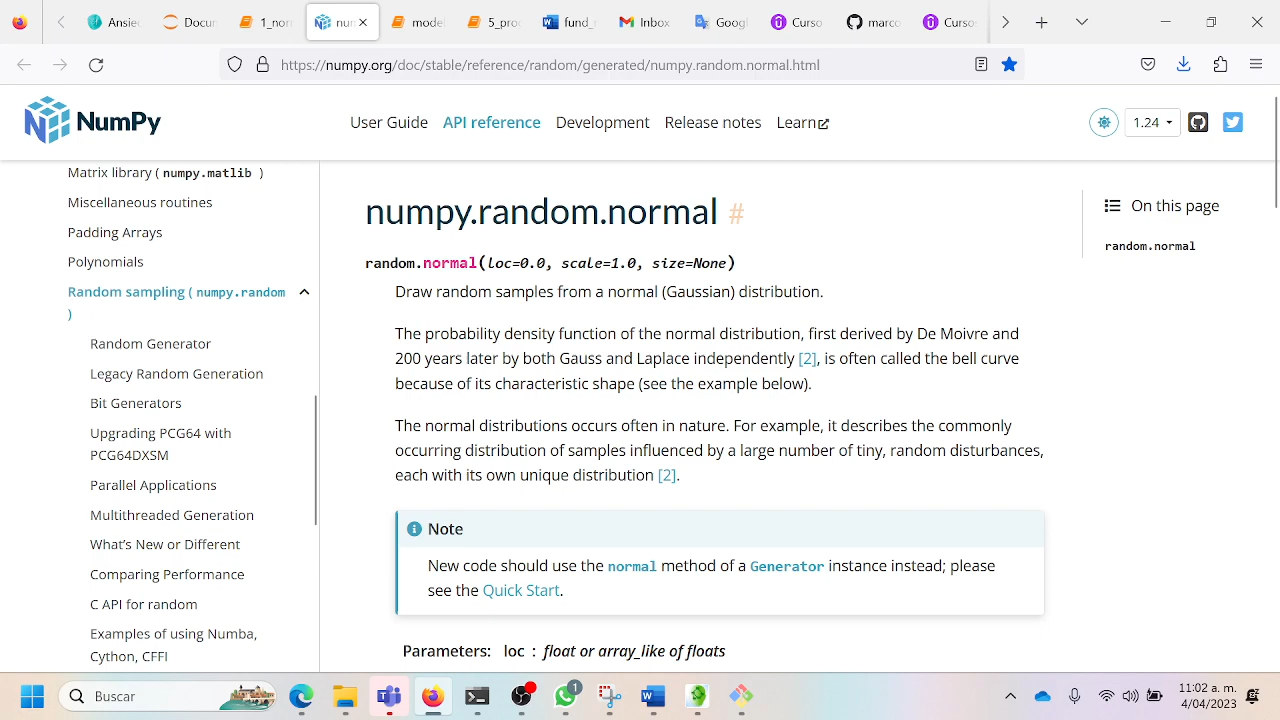 Ansie
Docun
1_nor
nun
model
5_pro
fund_
Inbox
Googl
Curso
marco
Curso
https://numpy.org/doc/stable/reference/random/generated/numpy.random.normal.html
NumPy
User Guide API reference Development Release notes Learn
1.24
Matrix library ( numpy.matlib )
Miscellaneous routines
Padding Arrays
Polynomials
Random sampling ( numpy.random
)
Random Generator
Legacy Random Generation
Bit Generators
Upgrading PCG64 with
PCG64DXSM
Parallel Applications
Multithreaded Generation
What's New or Different
Comparing Performance
C API for random
Examples of using Numba,
Cython, CFFI
numpy.random.normal #
random.normal(loc=0.0, scale=1.0, size=None)
Draw random samples from a normal (Gaussian) distribution.
The probability density function of the normal distribution, first derived by De Moivre and
200 years later by both Gauss and Laplace independently [2], is often called the bell curve
because of its characteristic shape (see the example below).
The normal distributions occurs often in nature. For example, it describes the commonly
occurring distribution of samples influenced by a large number of tiny, random disturbances,
each with its own unique distribution [2].
Note
New code should use the normal method of a Generator instance instead; please
see the Quick Start.
Parameters: loc : float or array_like of floats
On this page
random.normal
Buscar
1
11:02 a. m.
4/04/2023